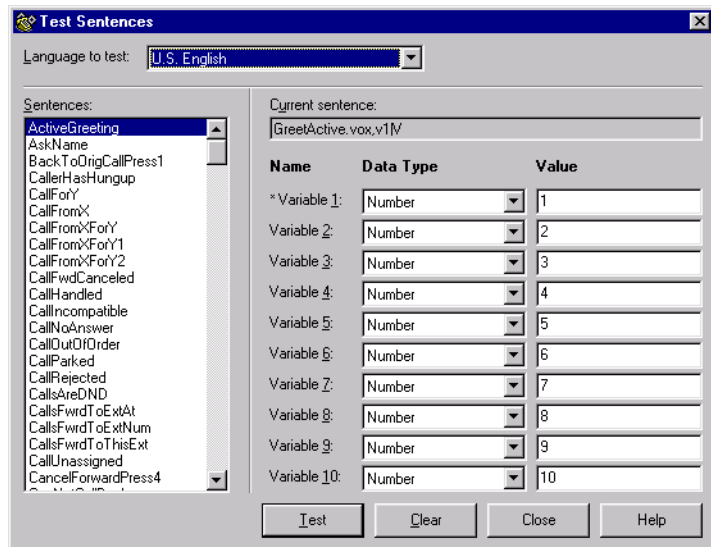 Test Sentences
Language to test: U.S. English
Sentences:
ActiveGreeting
AskName
BackToOrigCallPress1
CallerHasHungup
CallForY
CallFromX
CallFromXForY
CallFromXForY1
CallFromXForY2
CallFwdCanceled
CallHandled
CallIncompatible
CallNoAnswer
CallOutOfOrder
CallParked
CallRejected
CallsAreDND
CallsFwrdToExtAt
CallsFwrdToExtNum
CallsFwrdToThisExt
CallUnassigned
CancelForwardPress4
Current sentence:
GreetActive.vox,v1|V
Name Data Type Value
*Variable 1: Number 1
Variable 2: Number 2
Variable 3: Number 3
Variable 4: Number 4
Variable 5: Number 5
Variable 6: Number 6
Variable 7: Number 7
Variable 8: Number 8
Variable 9: Number 9
Variable 10: Number 10
Test Clear Close Help